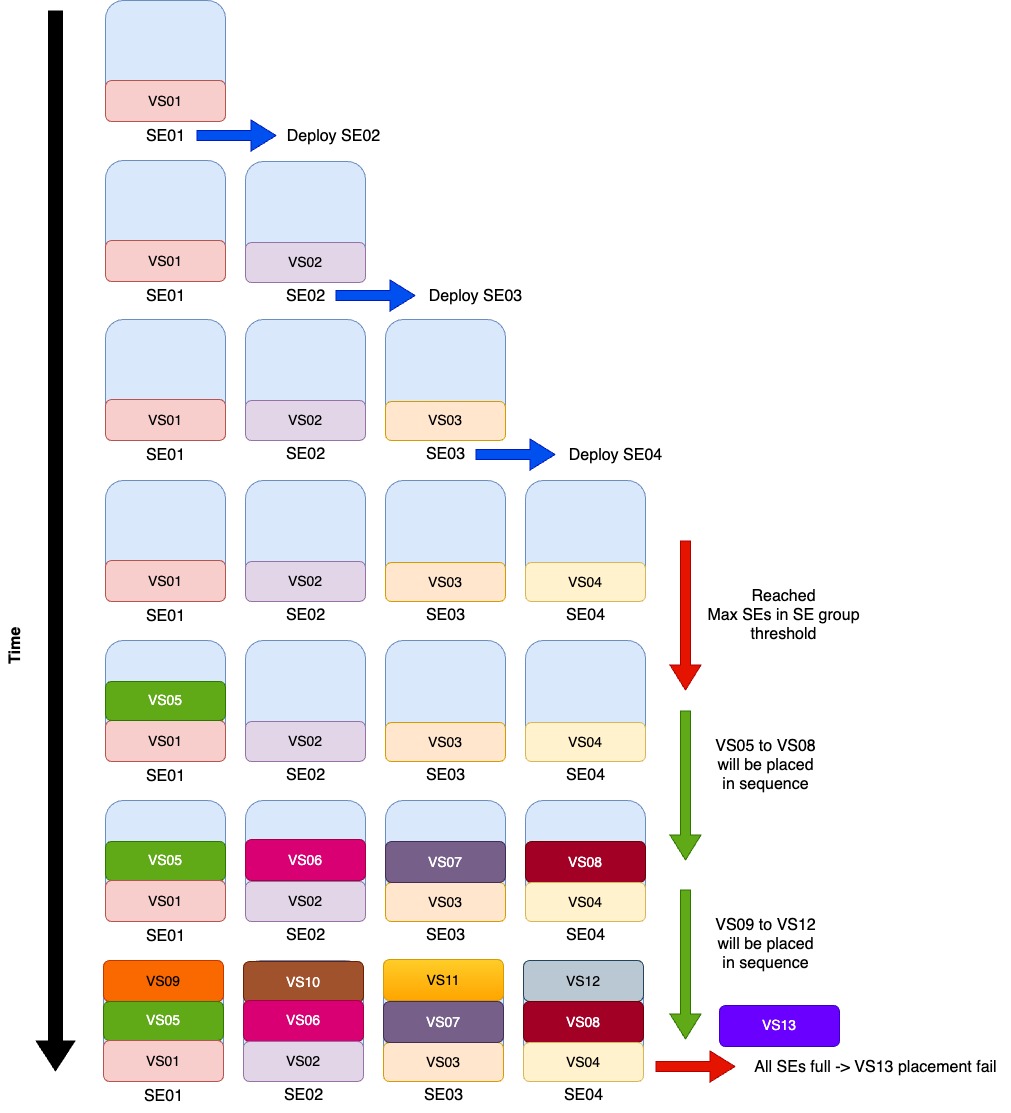 VS01
SE01
Deploy SE02
VS01
VS02
SE01
SE02
Deploy SE03
VS01
VS02
VS03
SE01
SE02
SE03
Deploy SE04
VS01
VS02
VS03
VS04
SE01
SE02
SE03
SE04
Reached
Max SEs in SE group
threshold
Time
VS05
VS01
VS02
VS03
VS04
SE01
SE02
SE03
SE04
VS05 to VS08
will be placed
in sequence
VS05
VS06
VS07
VS08
VS01
VS02
VS03
VS04
SE01
SE02
SE03
SE04
VS09 to VS12
will be placed
in sequence
VS09
VS10
VS11
VS12
VS05
VS06
VS07
VS08
VS13
VS01
VS02
VS03
VS04
All SEs full -> VS13 placement fail
SE01
SE02
SE03
SE04